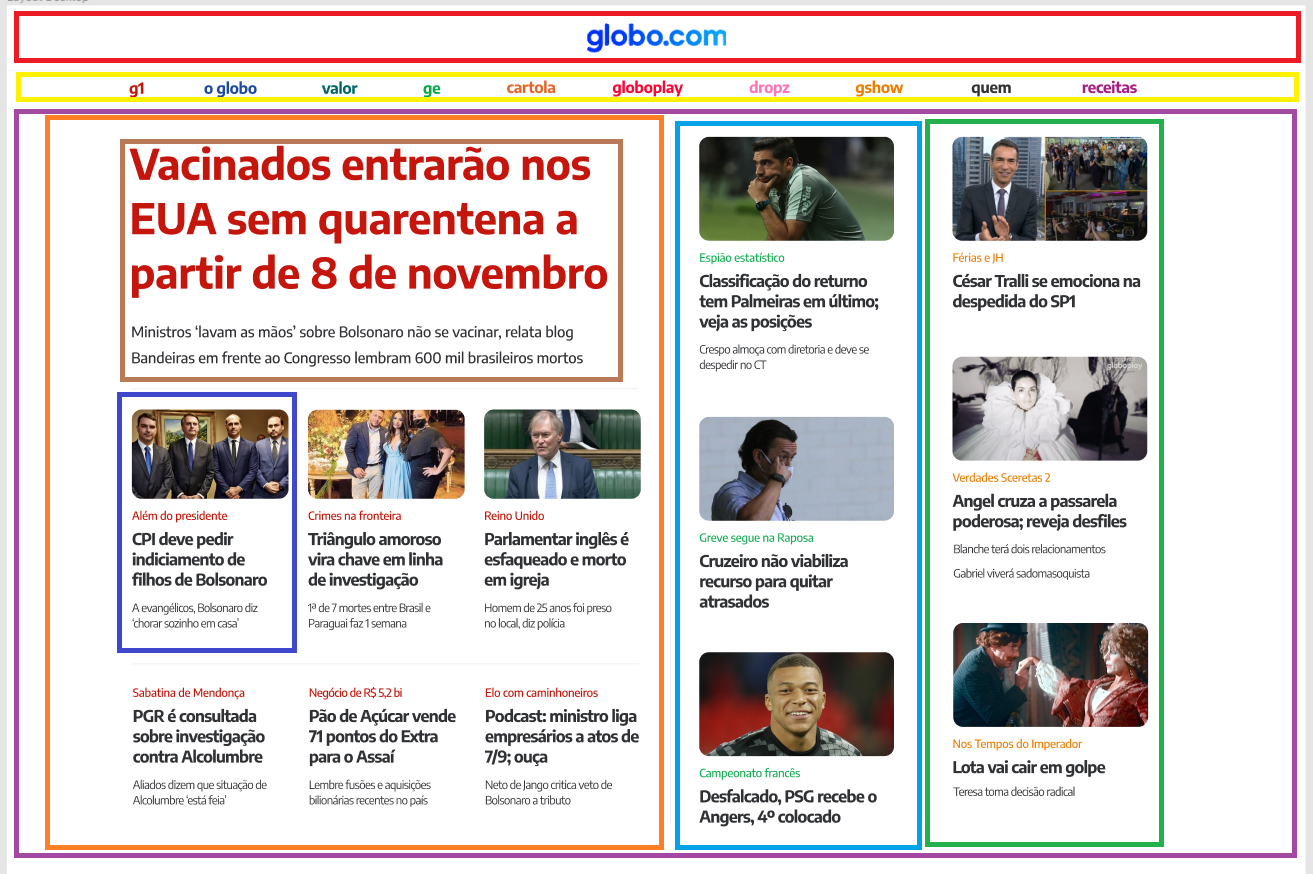 globo.com
g1 o globo valor ge cartola globoplay dropz gshow quem receitas
Vacinados entrarão nos
EUA sem quarentena a
partir de 8 de novembro
Ministros ‘lavam as mãos’ sobre Bolsonaro não se vacinar, relata blog
Bandeiras em frente ao Congresso lembram 600 mil brasileiros mortos
Além do presidente
CPI deve pedir
indiciamento de
filhos de Bolsonaro
A evangélicos, Bolsonaro diz
‘chorar sozinho em casa’
Crimes na fronteira
Triângulo amoroso
vira chave em linha
de investigação
1ª de 7 mortes entre Brasil e
Paraguai faz 1 semana
Reino Unido
Parlamentar inglês é
esfaqueado e morto
em igreja
Homem de 25 anos foi preso
no local, diz polícia
Sabatina de Mendonça
PGR é consultada
sobre investigação
contra Alcolumbre
Aliados dizem que situação de
Alcolumbre ‘está feia’
Negócio de R$ 5,2 bi
Pão de Açúcar vende
71 pontos do Extra
para o Assaí
Lembre fusões e aquisições
bilionárias recentes no país
Elo com caminhoneiros
Podcast: ministro liga
empresários a atos de
7/9; ouça
Neto de Jango critica veto de
Bolsonaro a tributo
Espião estatístico
Classificação do returno
tem Palmeiras em último;
veja as posições
Crespo almoça com diretoria e deve se
despedir no CT
Greve segue na Raposa
Cruzeiro não viabiliza
recurso para quitar
atrasados
Campeonato francês
Desfalcado, PSG recebe o
Angers, 4º colocado
Férias e JH
César Tralli se emociona na
despedida do SP1
globoplay
Verdades Sceretas 2
Angel cruza a passarela
poderosa; reveja desfiles
Blanche terá dois relacionamentos
Gabriel viverá sadomasoquista
Nos Tempos do Imperador
Lota vai cair em golpe
Teresa toma decisão radical